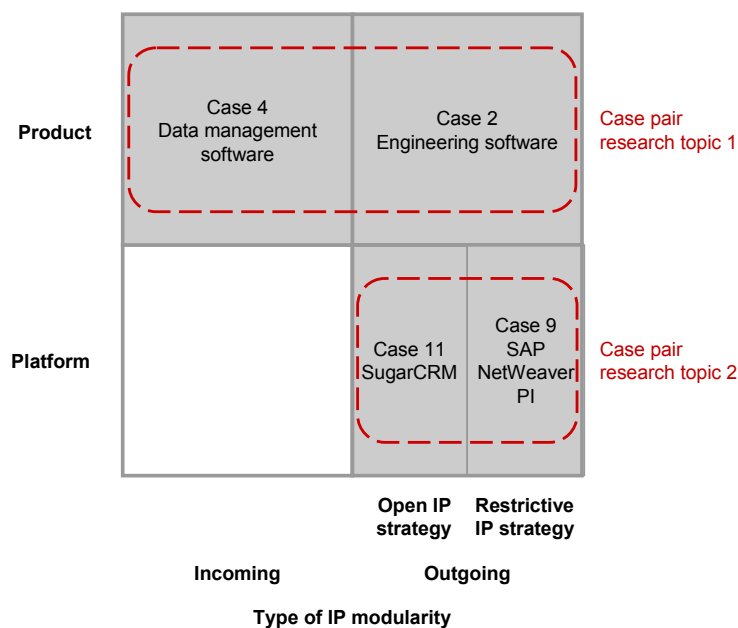 Product
Case 4
Data management
software
Case 2
Engineering software
Case pair
research topic 1
Platform
Case 11
SugarCRM
Case 9
SAP
NetWeaver
PI
Case pair
research topic 2
Open IP
strategy
Restrictive
IP strategy
Incoming
Outgoing
Type of IP modularity